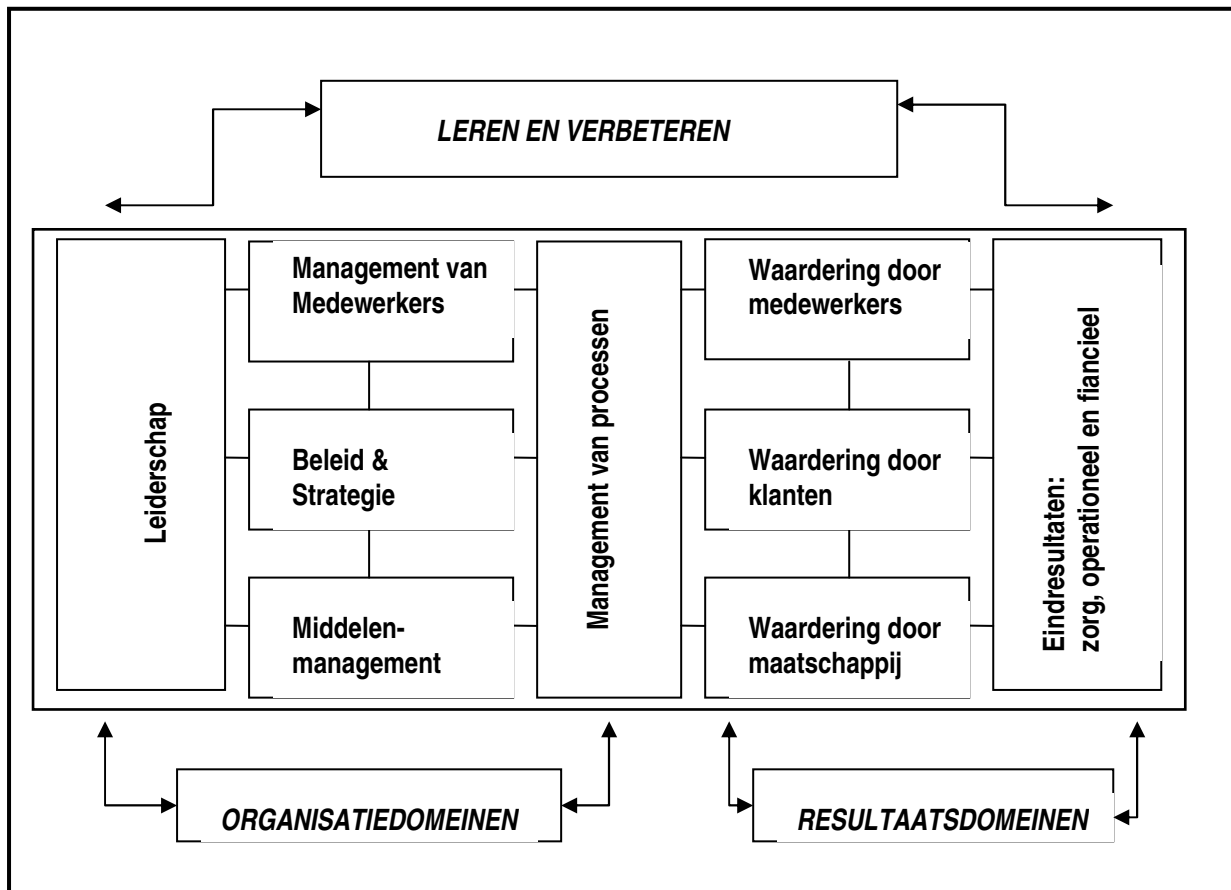 LEREN EN VERBETEREN
Leiderschap
Management van
Medewerkers
Beleid &
Strategie
Middelen-
management
Management van processen
Waardering door
medewerkers
Waardering door
klanten
Waardering door
maatschappij
Eindresultaten:
zorg, operationeel en fiancieel
ORGANISATIEDOMEINEN
RESULTAATSDOMEINEN